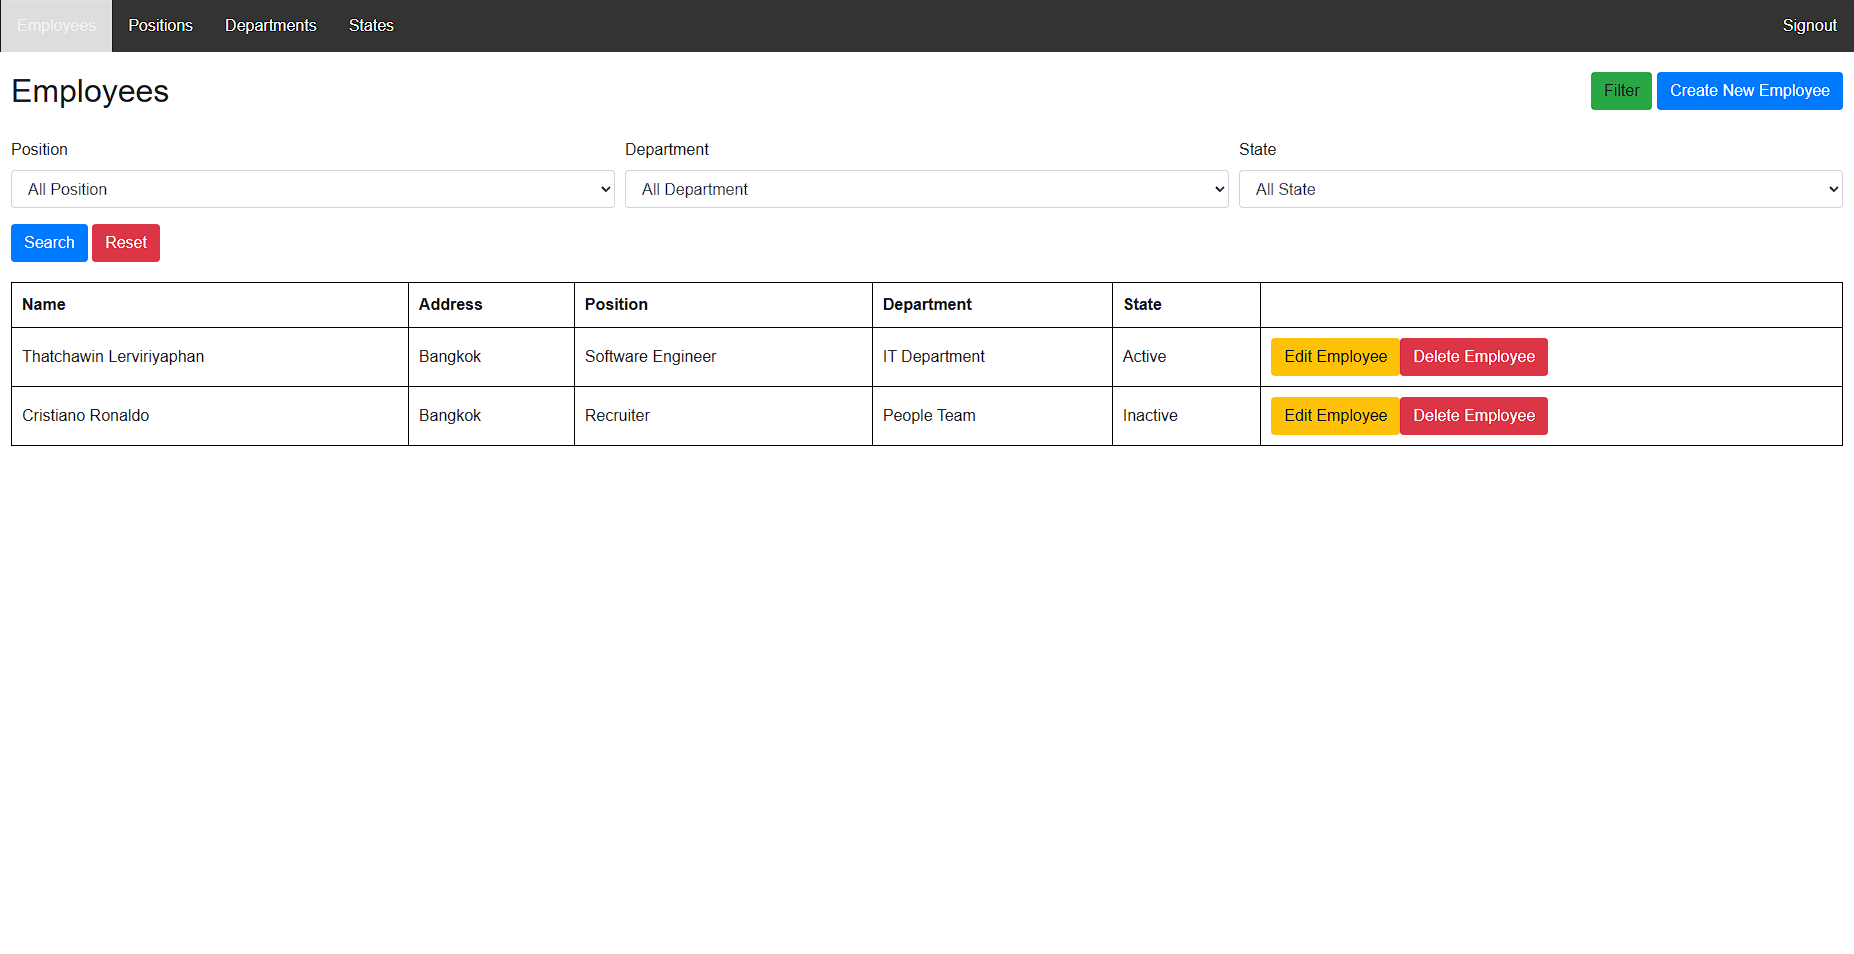 Employees Positions Departments States Signout
Employees Filter Create New Employee
Position Department State
All Position All Department All State
Search Reset
Name Address Position Department State
Thatchawin Lerviriyaphan Bangkok Software Engineer IT Department Active Edit Employee Delete Employee
Cristiano Ronaldo Bangkok Recruiter People Team Inactive Edit Employee Delete Employee